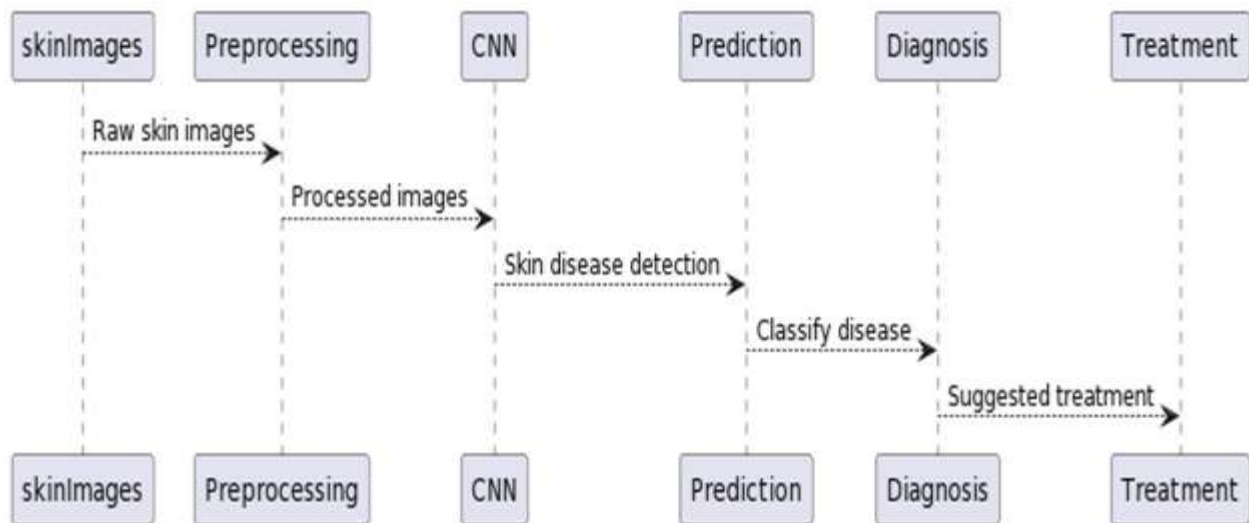 skinImages Preprocessing CNN Prediction Diagnosis Treatment
Raw skin images
Processed images
Skin disease detection
Classify disease
Suggested treatment
skinImages Preprocessing CNN Prediction Diagnosis Treatment